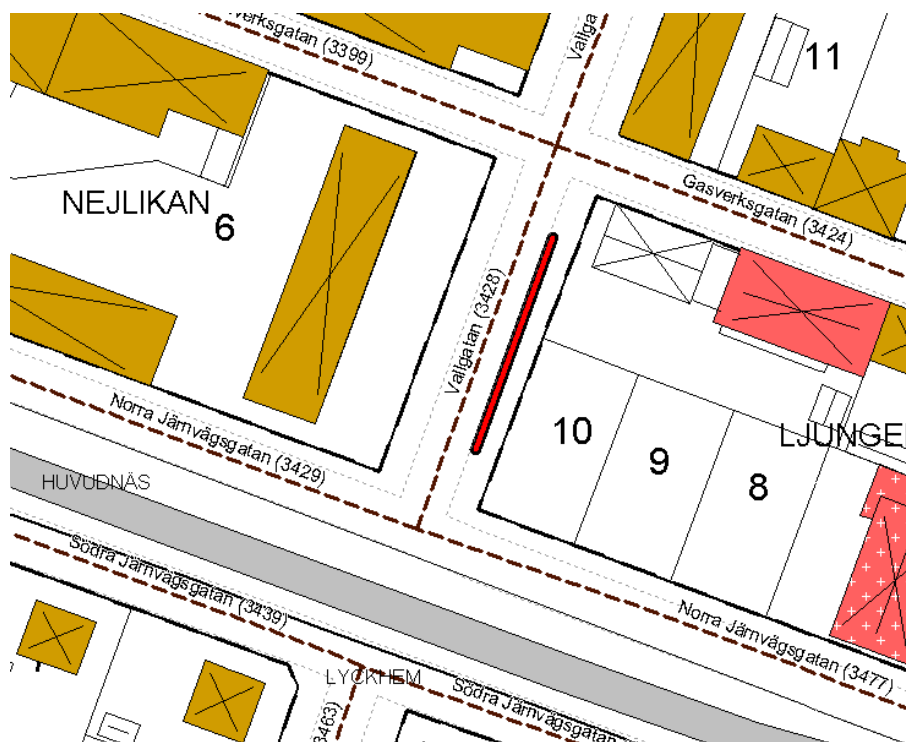 Vallga
verksgatan (3399)
11
NEJLIKAN
6
Gasverksgatan (3424)
Vallgatan (3428)
10
9
8
LJUNGE
Norra Järnvägsgatan (3429)
HUVUDNÄS
Södra Järnvägsgatan (3439)
Norra Järnvägsgatan (3477)
LYCKHEM
Södra Järnvägsgatan
3463)